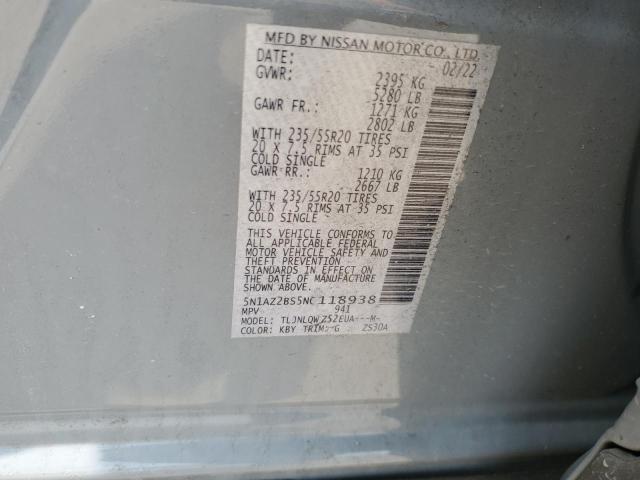 MFD BY NISSAN MOTOR CO., LTD.
DATE: 02/22
GVWR: 2395 KG
5280 LB
GAWR FR.: 1271 KG
2802 LB
WITH 235/55R20 TIRES
20 X 7.5 RIMS AT 35 PSI
COLD SINGLE
GAWR RR.: 1210 KG
2667 LB
WITH 235/55R20 TIRES
20 X 7.5 RIMS AT 35 PSI
COLD SINGLE
THIS VEHICLE CONFORMS TO
ALL APPLICABLE FEDERAL
MOTOR VEHICLE SAFETY AND
THEFT PREVENTION
STANDARDS IN EFFECT ON
THE DATE OF MANUFACTURE
SHOWN ABOVE.
5N1AZ2BS5NC118938
MPV 941
MODEL: TLJNLQWZ52EUA---M-
COLOR: KBY TRIM:-G ZS30A